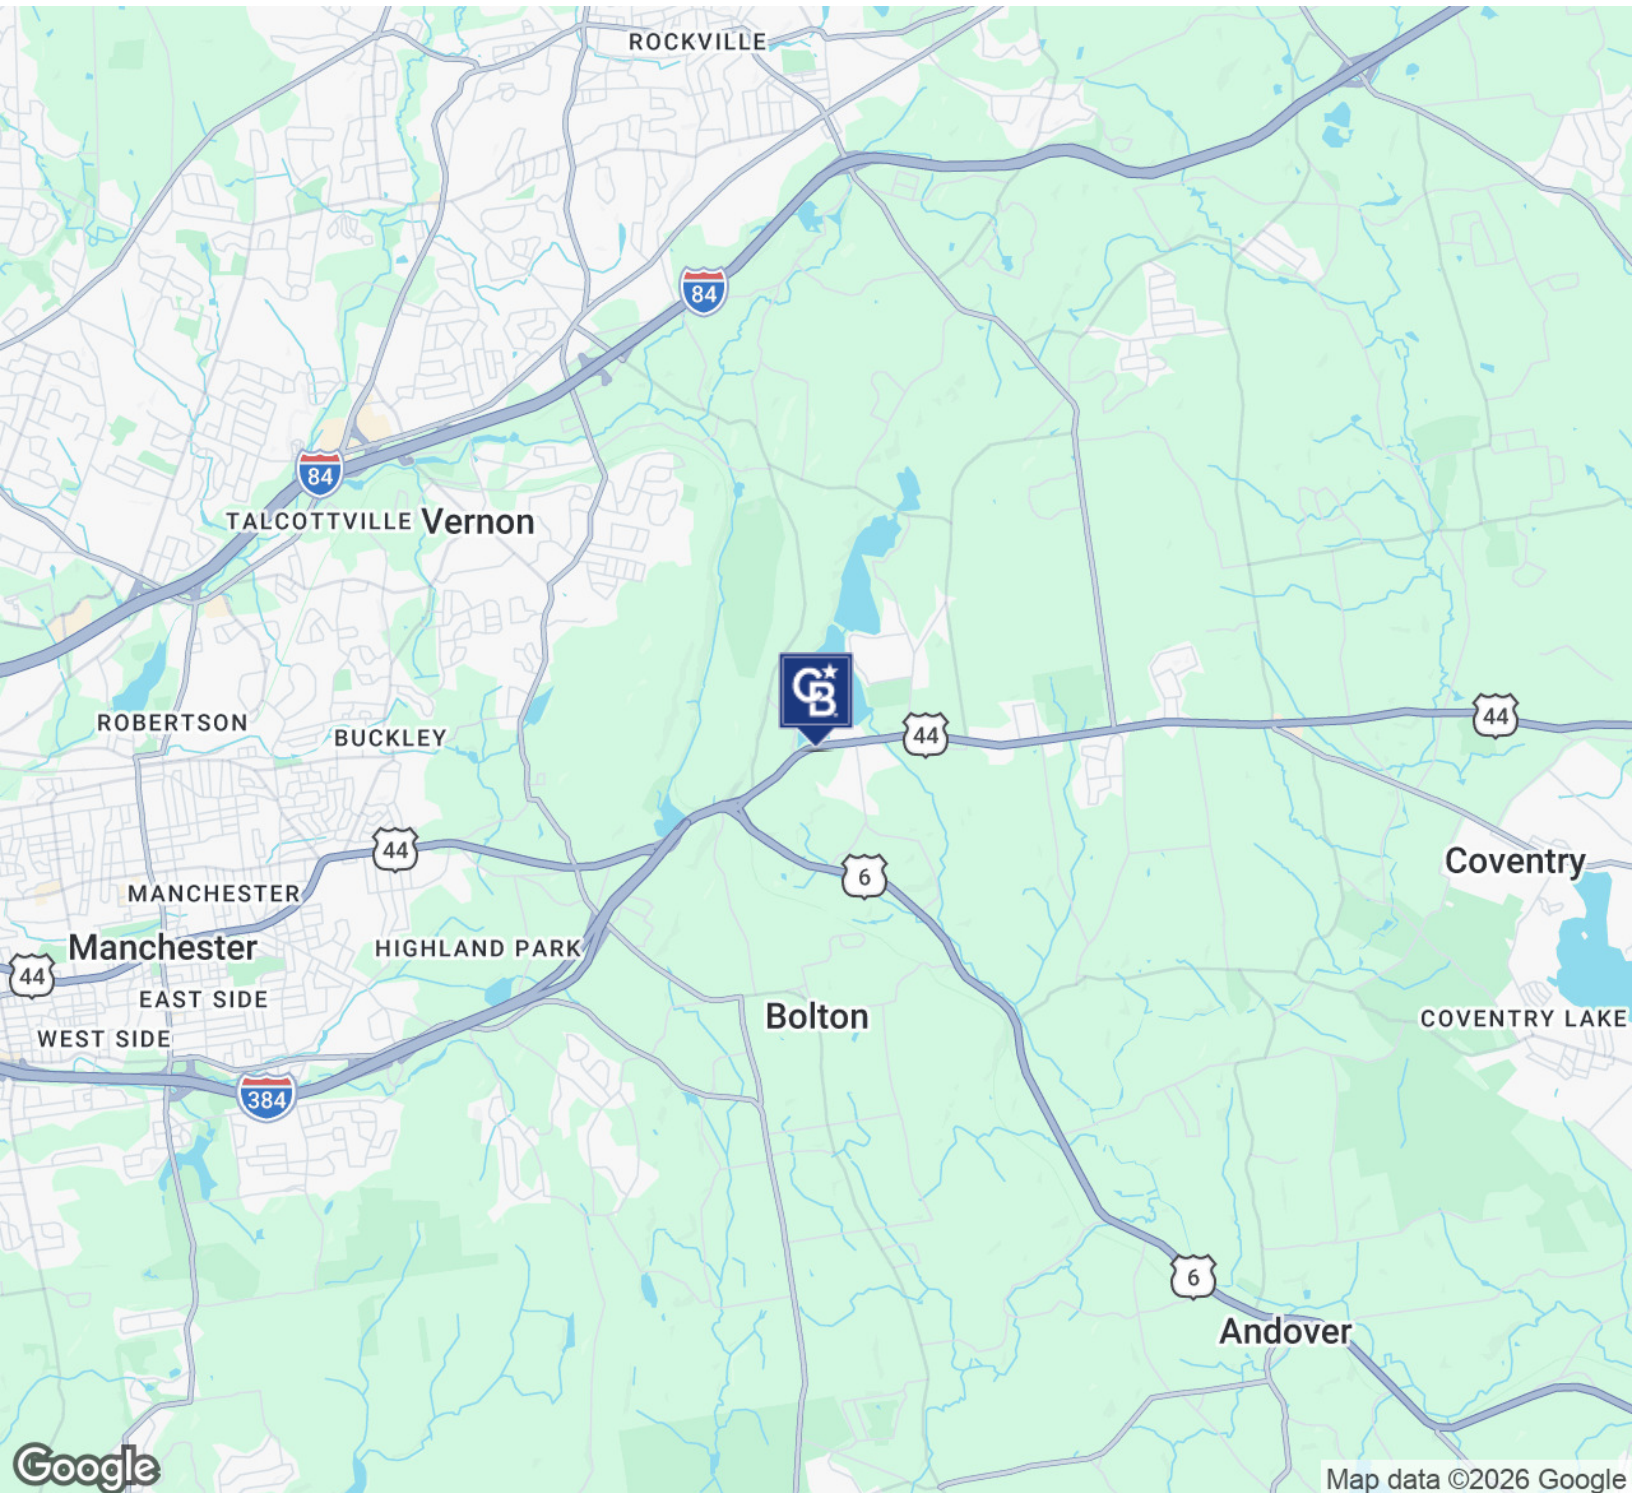 ROCKVILLE
84
84
TALCOTTVILLE
Vernon
CB
ROBERTSON
BUCKLEY
44
44
44
MANCHESTER
6
Coventry
Manchester
HIGHLAND PARK
44
EAST SIDE
WEST SIDE
Bolton
COVENTRY LAKE
384
6
Andover
Google
Map data ©2026 Google